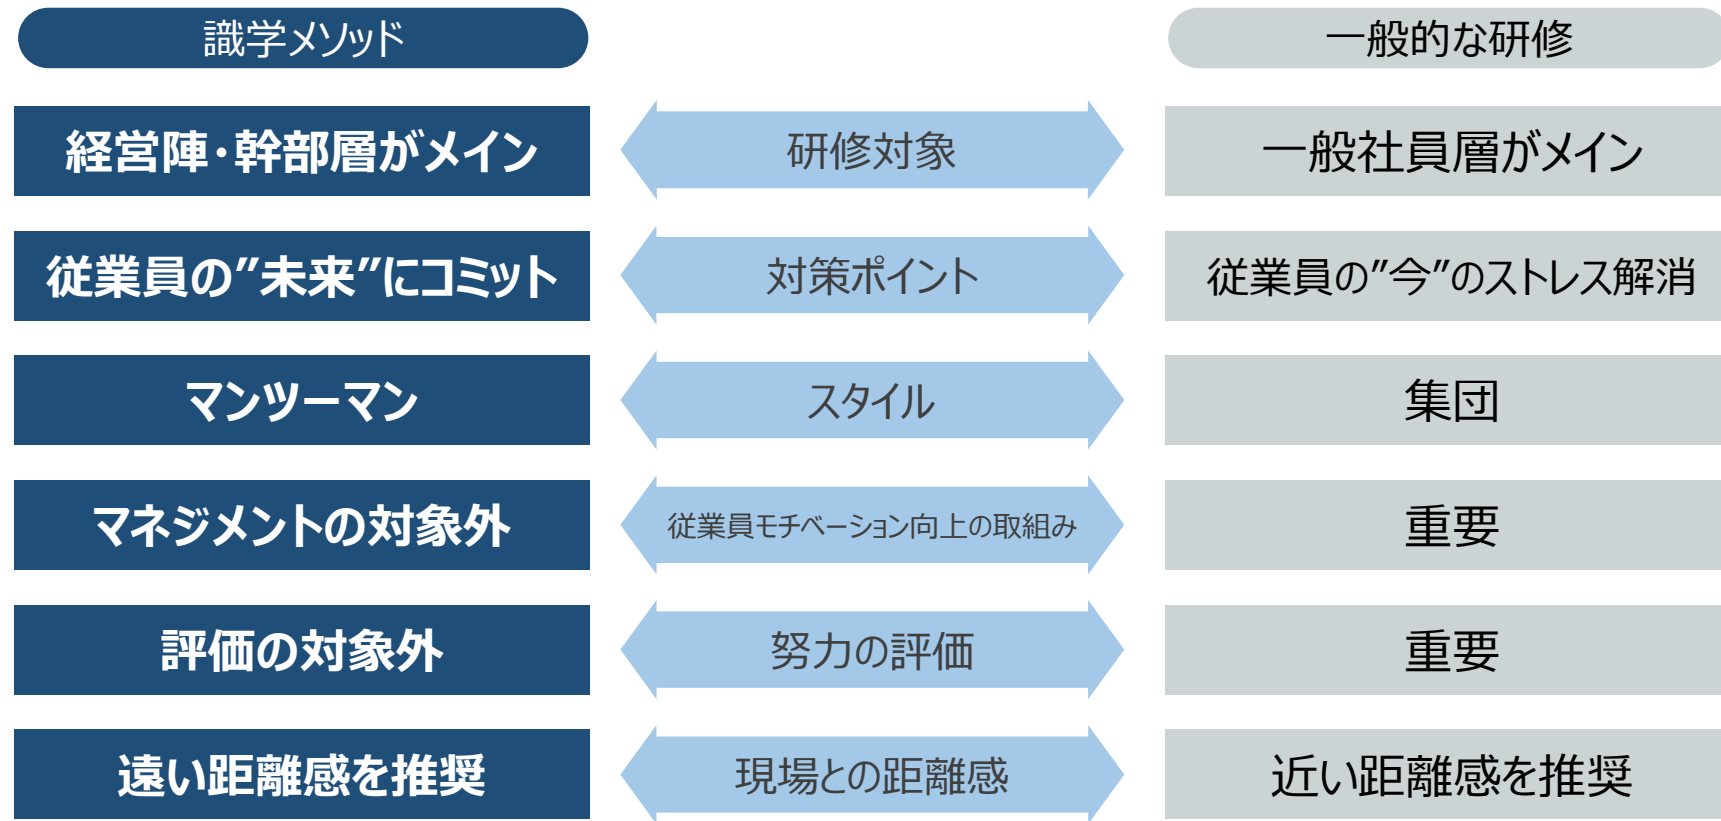 識学メソッド
一般的な研修
経営陣・幹部層がメイン
研修対象
一般社員層がメイン
従業員の”未来”にコミット
対策ポイント
従業員の”今”のストレス解消
マンツーマン
スタイル
集団
マネジメントの対象外
従業員モチベーション向上の取組み
重要
評価の対象外
努力の評価
重要
遠い距離感を推奨
現場との距離感
近い距離感を推奨